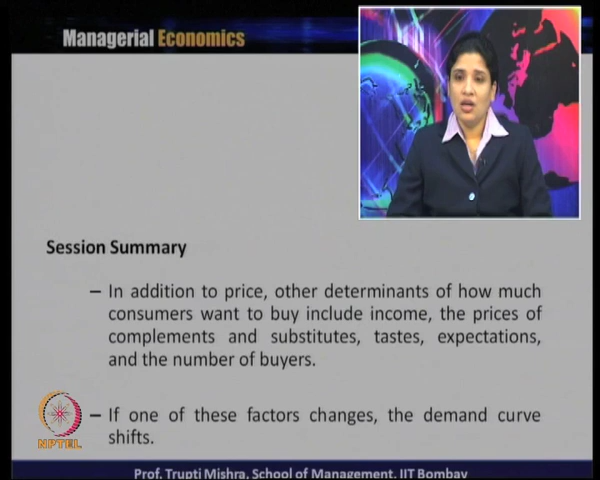 Managerial Economics
Session Summary
– In addition to price, other determinants of how much
consumers want to buy include income, the prices of
complements and substitutes, tastes, expectations,
and the number of buyers.
– If one of these factors changes, the demand curve
shifts.
NPTEL
Prof. Trupti Mishra, School of Management, IIT Bombay